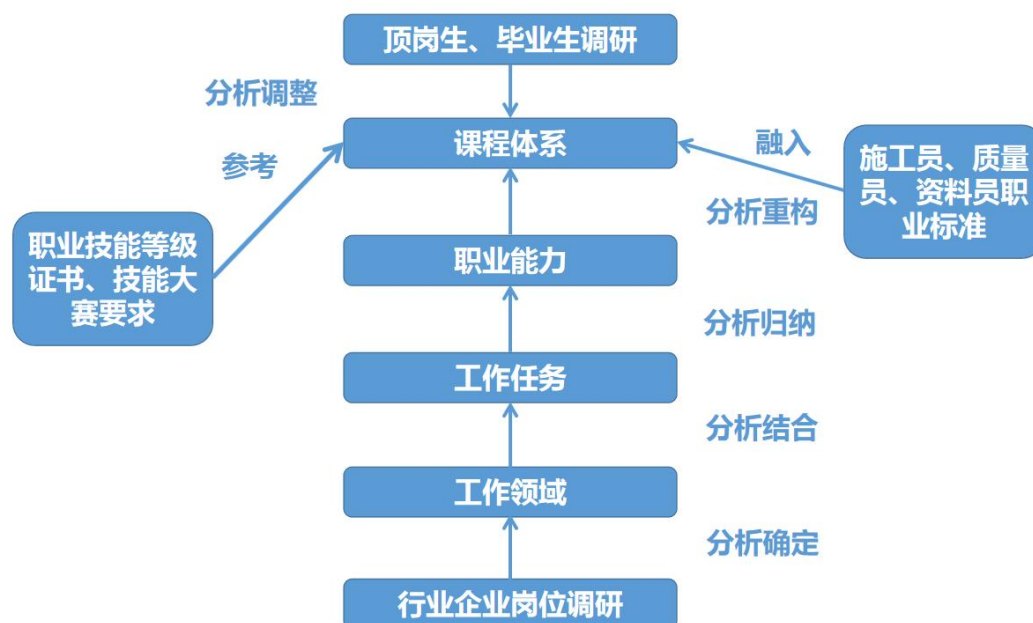 顶岗生、毕业生调研
分析调整
课程体系
融入
参考
施工员、质量
员、资料员职
业标准
分析重构
职业技能等级
证书、技能大
赛要求
职业能力
分析归纳
工作任务
分析结合
工作领域
分析确定
行业企业岗位调研